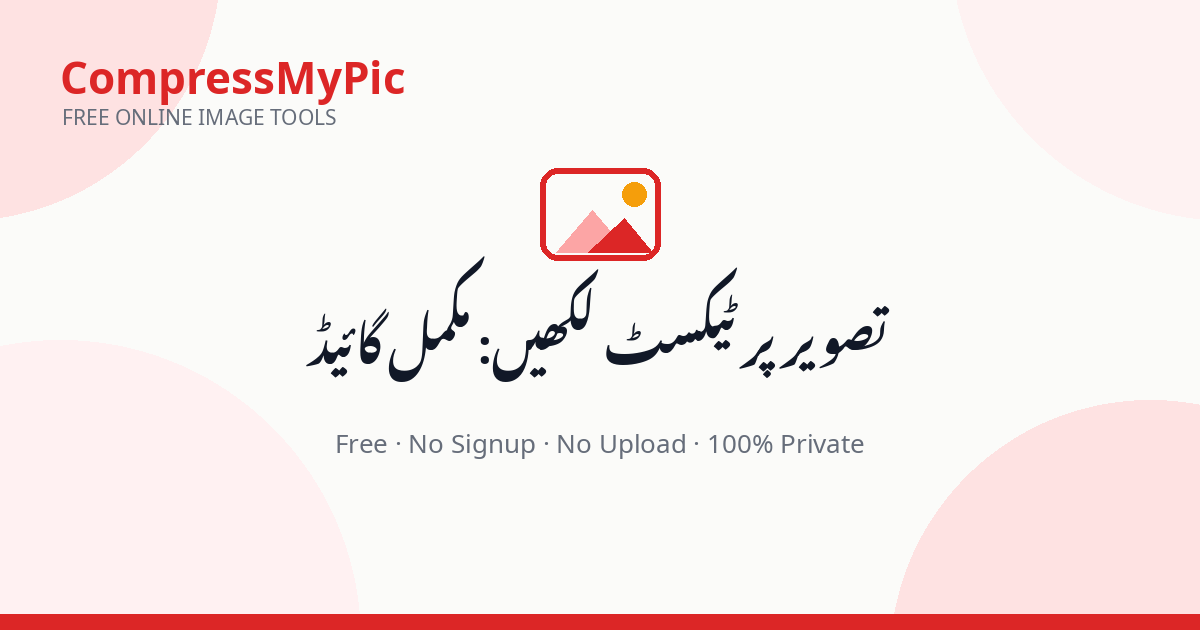 CompressMyPic
FREE ONLINE IMAGE TOOLS
تصویر پر ٹیکسٹ لکھیں: مکمل گائیڈ
Free · No Signup · No Upload · 100% Private